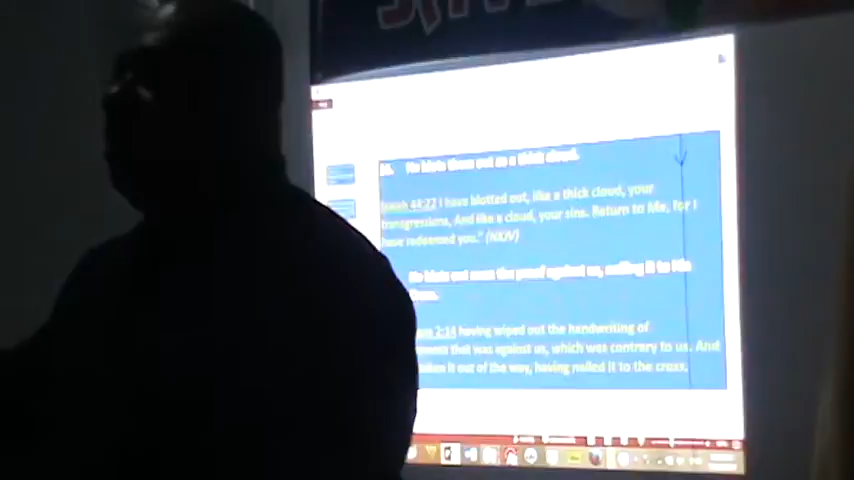 He blots them out as a thick cloud.
Isaiah 44:22 I have blotted out, like a thick cloud, your
transgressions, And like a cloud, your sins. Return to Me, for I
have redeemed you." (NKJV)
He blots out even the proof against us, nailing it to His
2:14 having wiped out the handwriting of
that was against us, which was contrary to us. And
it out of the way, having nailed it to the cross.